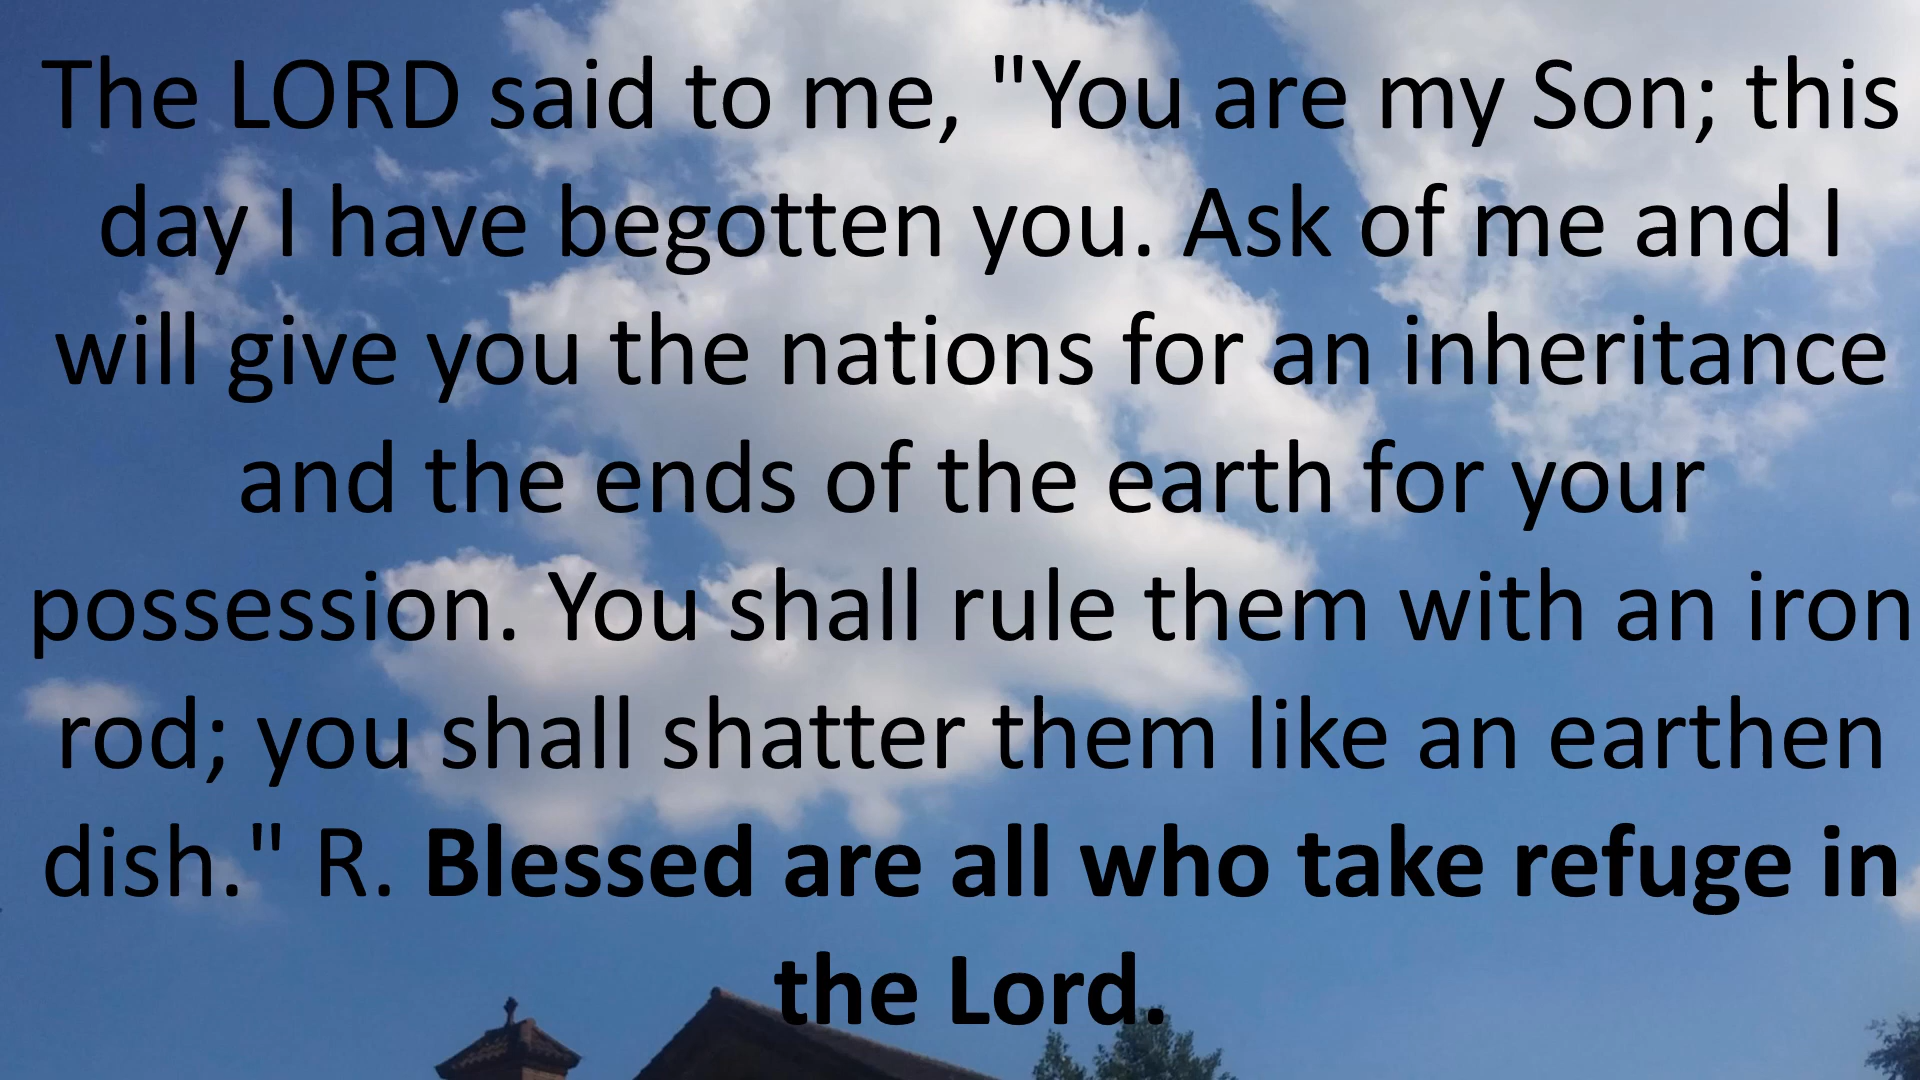 The LORD said to me, "You are my Son; this
day I have begotten you. Ask of me and I
will give you the nations for an inheritance
and the ends of the earth for your
possession. You shall rule them with an iron
rod; you shall shatter them like an earthen
dish." R. Blessed are all who take refuge in
the Lord.